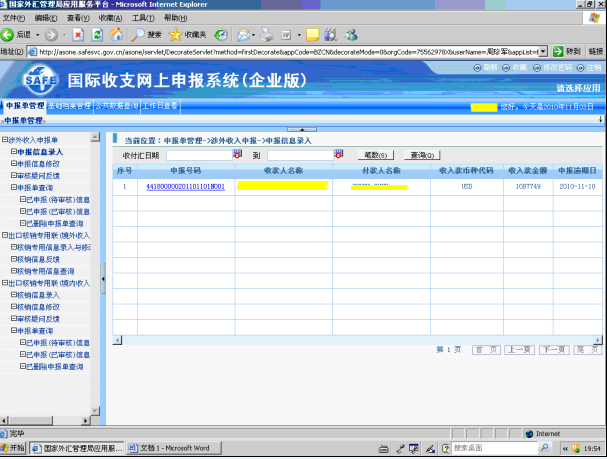 国家外汇管理局应用服务平台 - Microsoft Internet Explorer
文件(F) 编辑(E) 查看(V) 收藏(A) 工具(T) 帮助(H)
后退 搜索 收藏夹
地址(D) http://asone.safesvc.gov.cn/asone/servlet/DecorateServlet?method=firstDecorate&appCode=BZCN&decorateMode=0&orgCode=75562978X&userName= 转到 链接
刷新 收藏 修改密码 注销
SAFE 国际收支网上申报系统(企业版)
请选择应用
申报单管理 基础档案管理 公共数据查询 工作日查看
您好，今天是2010年11月03日
申报单管理
涉外收入申报单
申报信息录入
申报信息修改
审核疑问反馈
申报单查询
已申报(待审核)信息
已申报(已审核)信息
已删除申报单查询
出口核销专用联(境外收入
核销专用信息录入与修
核销信息反馈
核销专用信息查询
出口核销专用联(境内收入
核销信息录入
核销信息修改
审核疑问反馈
申报单查询
已申报(待审核)信息
已申报(已审核)信息
已删除申报单查询
当前位置：申报单管理->涉外收入申报->申报信息录入
收付汇日期 到 笔数(S) 查询(Q)
序号 申报号码 收款人名称 付款人名称 收入款币种代码 收入款金额 申报逾期日
1 USD 1087749 2010-11-10
第 1 页 首 页 上一页 下一页 尾 页
完毕 Internet
开始 国家外汇管理局应用服... 文档 1 - Microsoft Word 搜索桌面 19:54